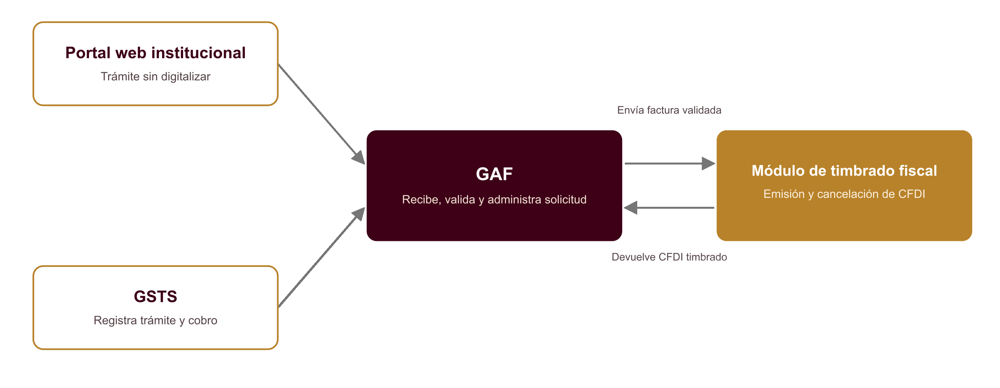 Portal web institucional
Trámite sin digitalizar
Envía factura validada
GAF
Recibe, valida y administra solicitud
Módulo de timbrado fiscal
Emisión y cancelación de CFDI
Devuelve CFDI timbrado
GSTS
Registra trámite y cobro